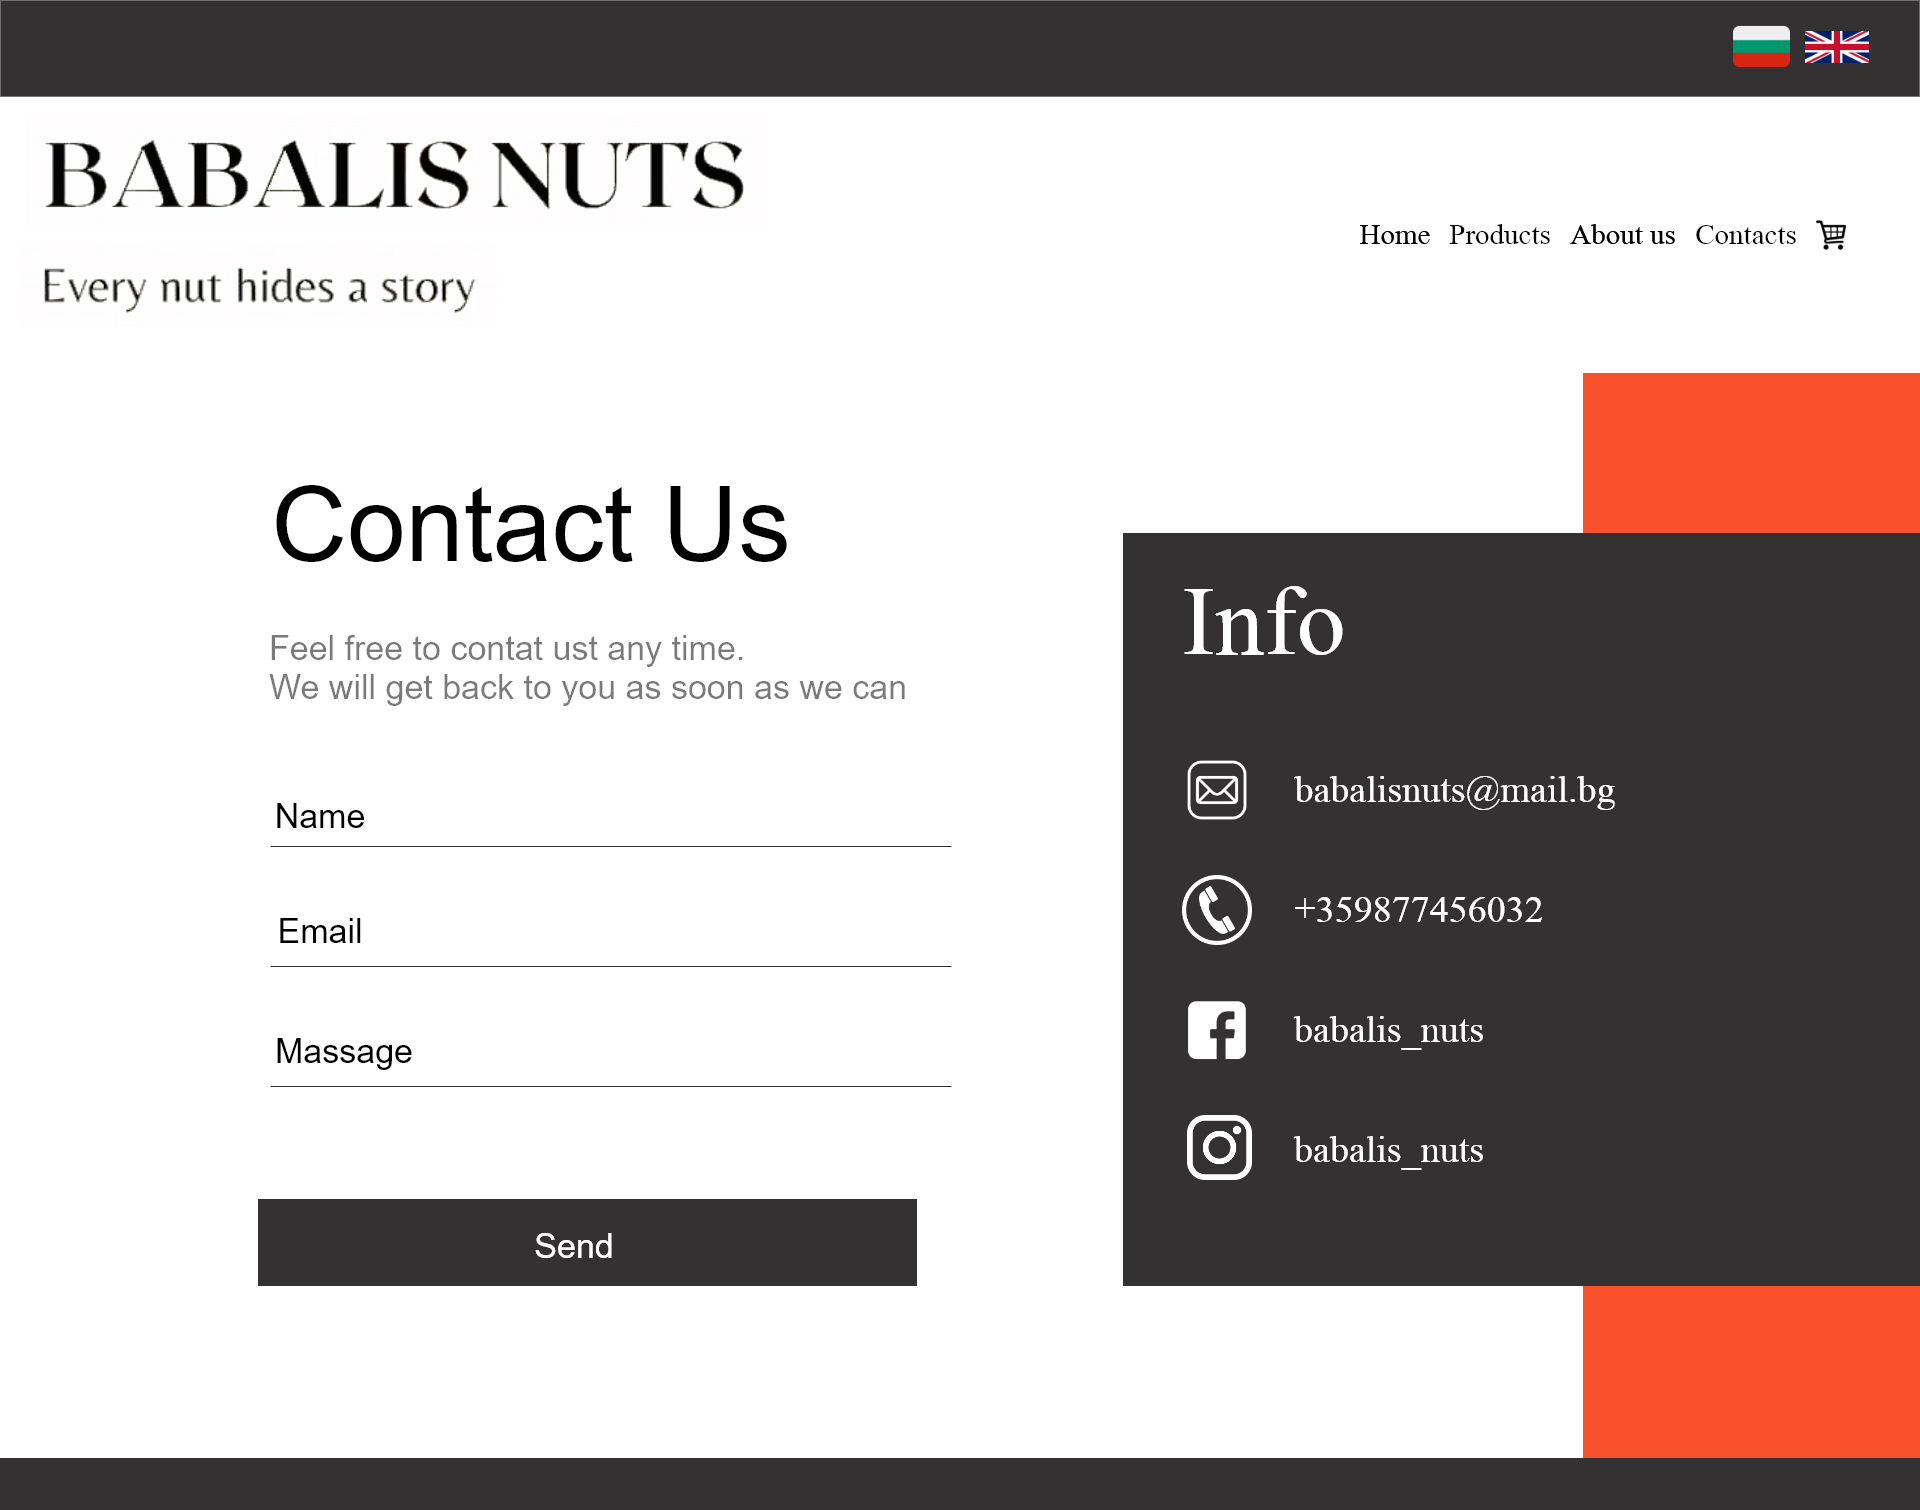 BABALIS NUTS
Every nut hides a story
Home Products About us Contacts
Contact Us
Feel free to contat ust any time.
We will get back to you as soon as we can
Name
Email
Massage
Send
Info
babalisnuts@mail.bg
+359877456032
babalis_nuts
babalis_nuts